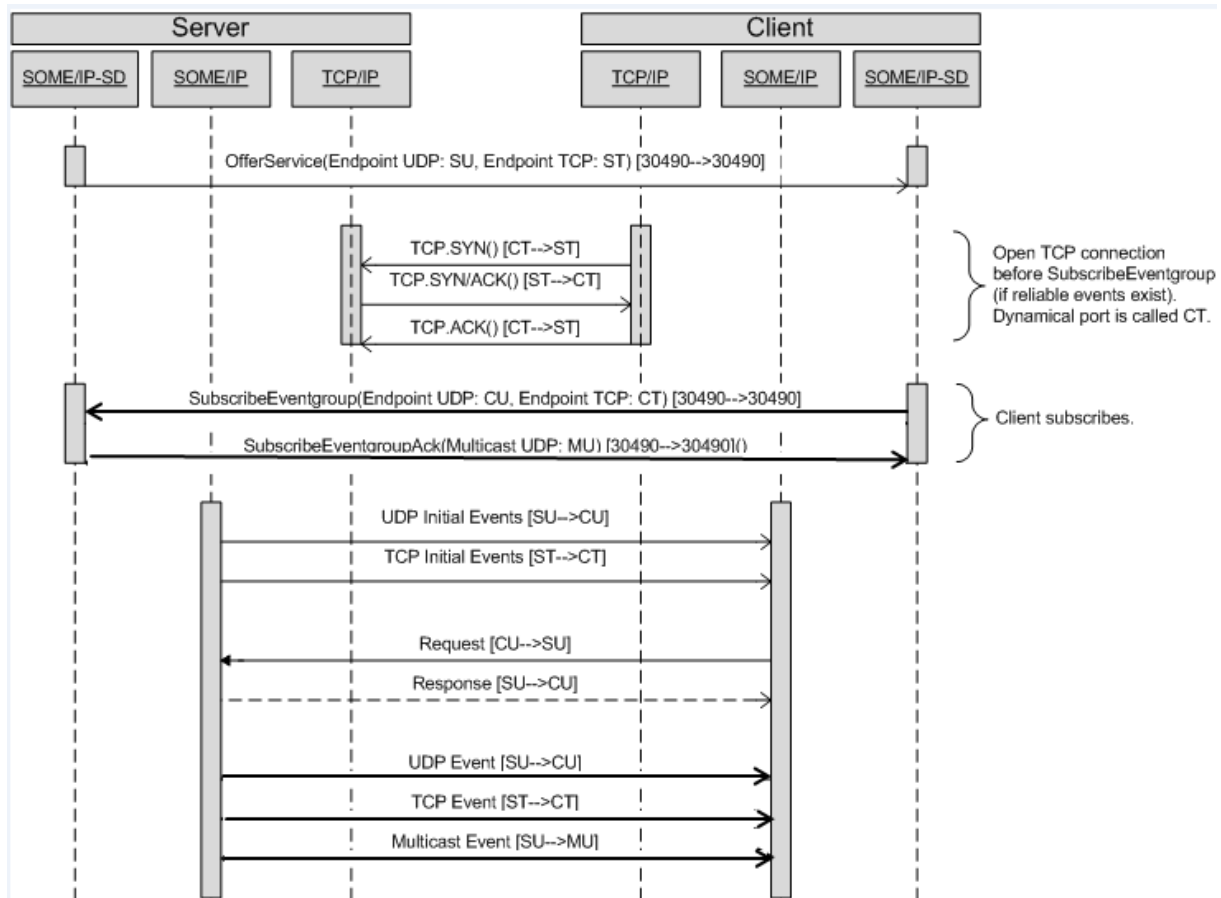 Server
Client
SOME/IP-SD
SOME/IP
TCP/IP
TCP/IP
SOME/IP
SOME/IP-SD
OfferService(Endpoint UDP: SU, Endpoint TCP: ST) [30490-->30490]
TCP.SYN() [CT-->ST]
TCP.SYN/ACK() [ST-->CT]
TCP.ACK() [CT-->ST]
Open TCP connection
before SubscribeEventgroup
(if reliable events exist).
Dynamical port is called CT.
SubscribeEventgroup(Endpoint UDP: CU, Endpoint TCP: CT) [30490-->30490]
SubscribeEventgroupAck(Multicast UDP: MU) [30490-->30490]()
Client subscribes.
UDP Initial Events [SU-->CU]
TCP Initial Events [ST-->CT]
Request [CU-->SU]
Response [SU-->CU]
UDP Event [SU-->CU]
TCP Event [ST-->CT]
Multicast Event [SU-->MU]